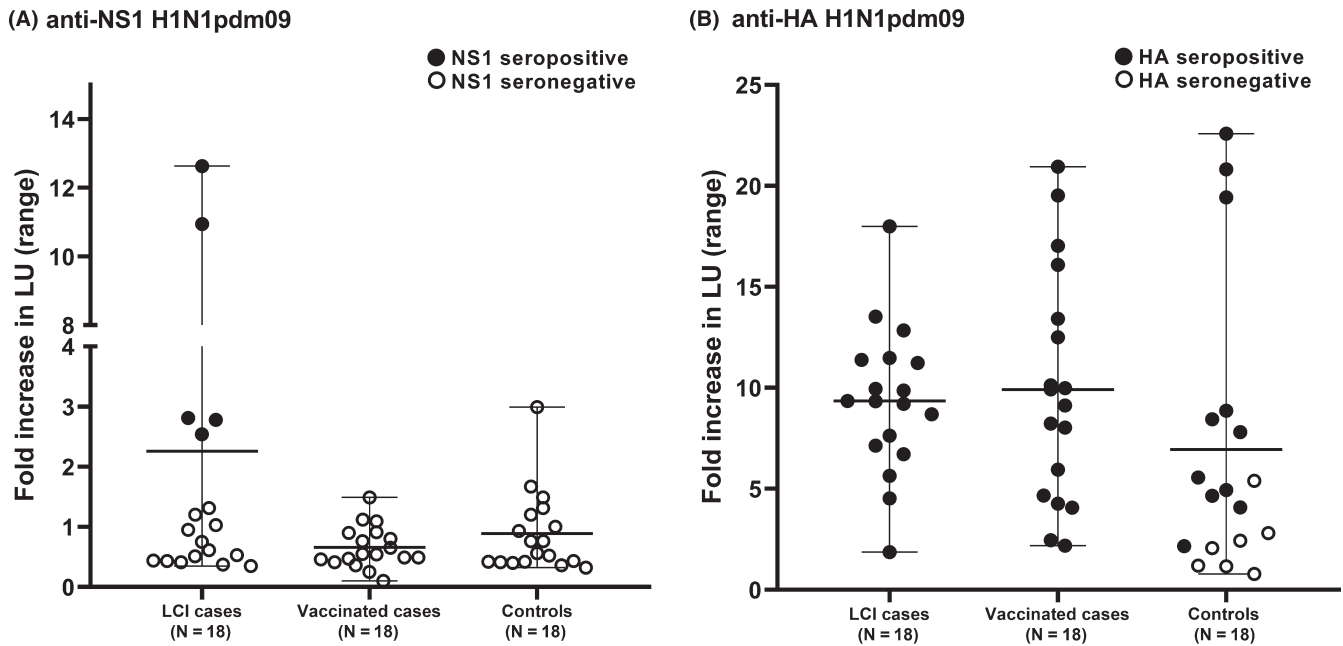 (A) anti-NS1 H1N1pdm09
NS1 seropositive
NS1 seronegative
Fold increase in LU (range)
14
12
10
8
4
3
2
1
0
LCI cases
(N = 18)
Vaccinated cases
(N = 18)
Controls
(N = 18)
(B) anti-HA H1N1pdm09
HA seropositive
HA seronegative
Fold increase in LU (range)
25
20
15
10
5
0
LCI cases
(N = 18)
Vaccinated cases
(N = 18)
Controls
(N = 18)